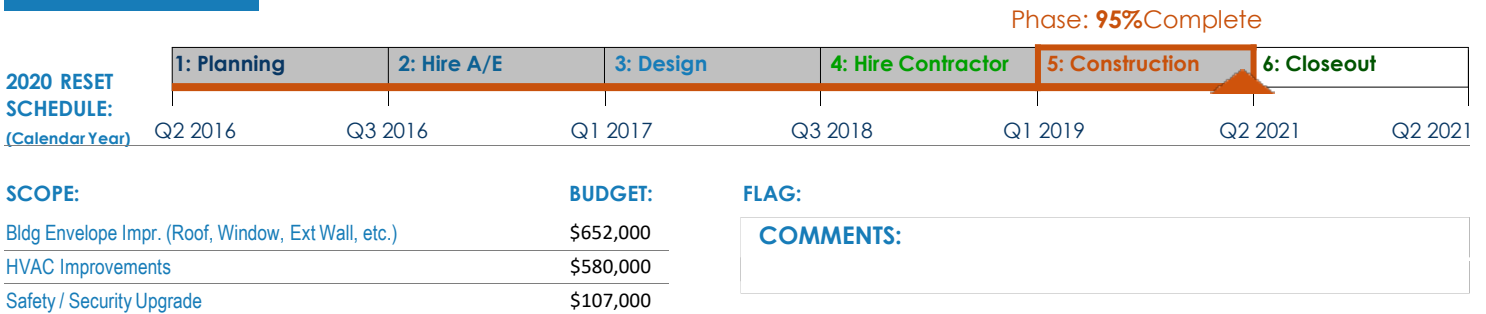 Phase: 95%Complete
1: Planning 2: Hire A/E 3: Design 4: Hire Contractor 5: Construction 6: Closeout
2020 RESET
SCHEDULE:
(Calendar Year) Q2 2016 Q3 2016 Q1 2017 Q3 2018 Q1 2019 Q2 2021 Q2 2021
SCOPE: BUDGET: FLAG:
Bldg Envelope Impr. (Roof, Window, Ext Wall, etc.) $652,000 COMMENTS:
HVAC Improvements $580,000
Safety / Security Upgrade $107,000